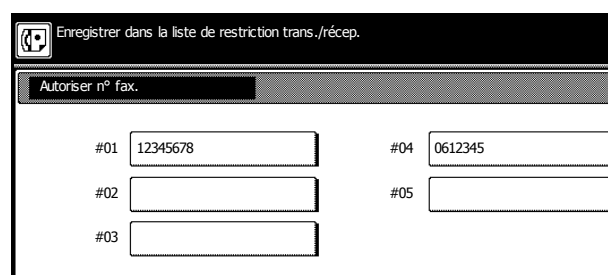 Enregistrer dans la liste de restriction trans./récep.
Autoriser n° fax.
#01 12345678 #04 0612345
#02 #05
#03